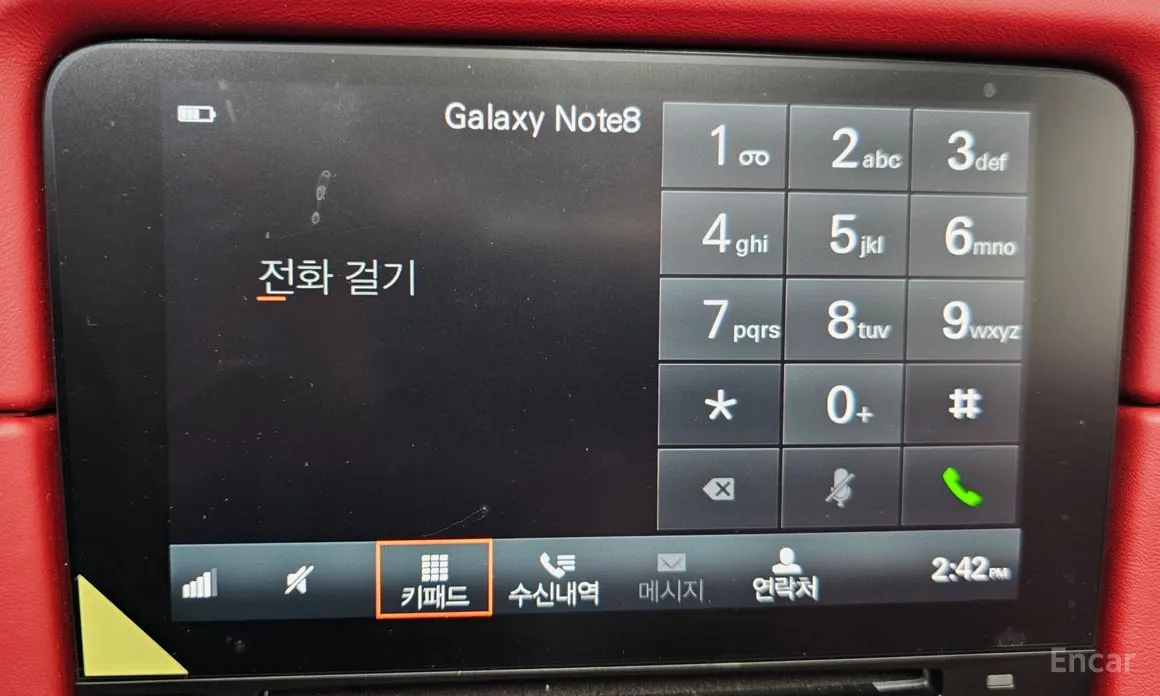 Galaxy Note8
전화 걸기
1 2abc 3def
4ghi 5jkl 6mno
7pqrs 8tuv 9wxyz
* 0+ #
키패드 수신내역 메시지 연락처 2:42PM
Encar